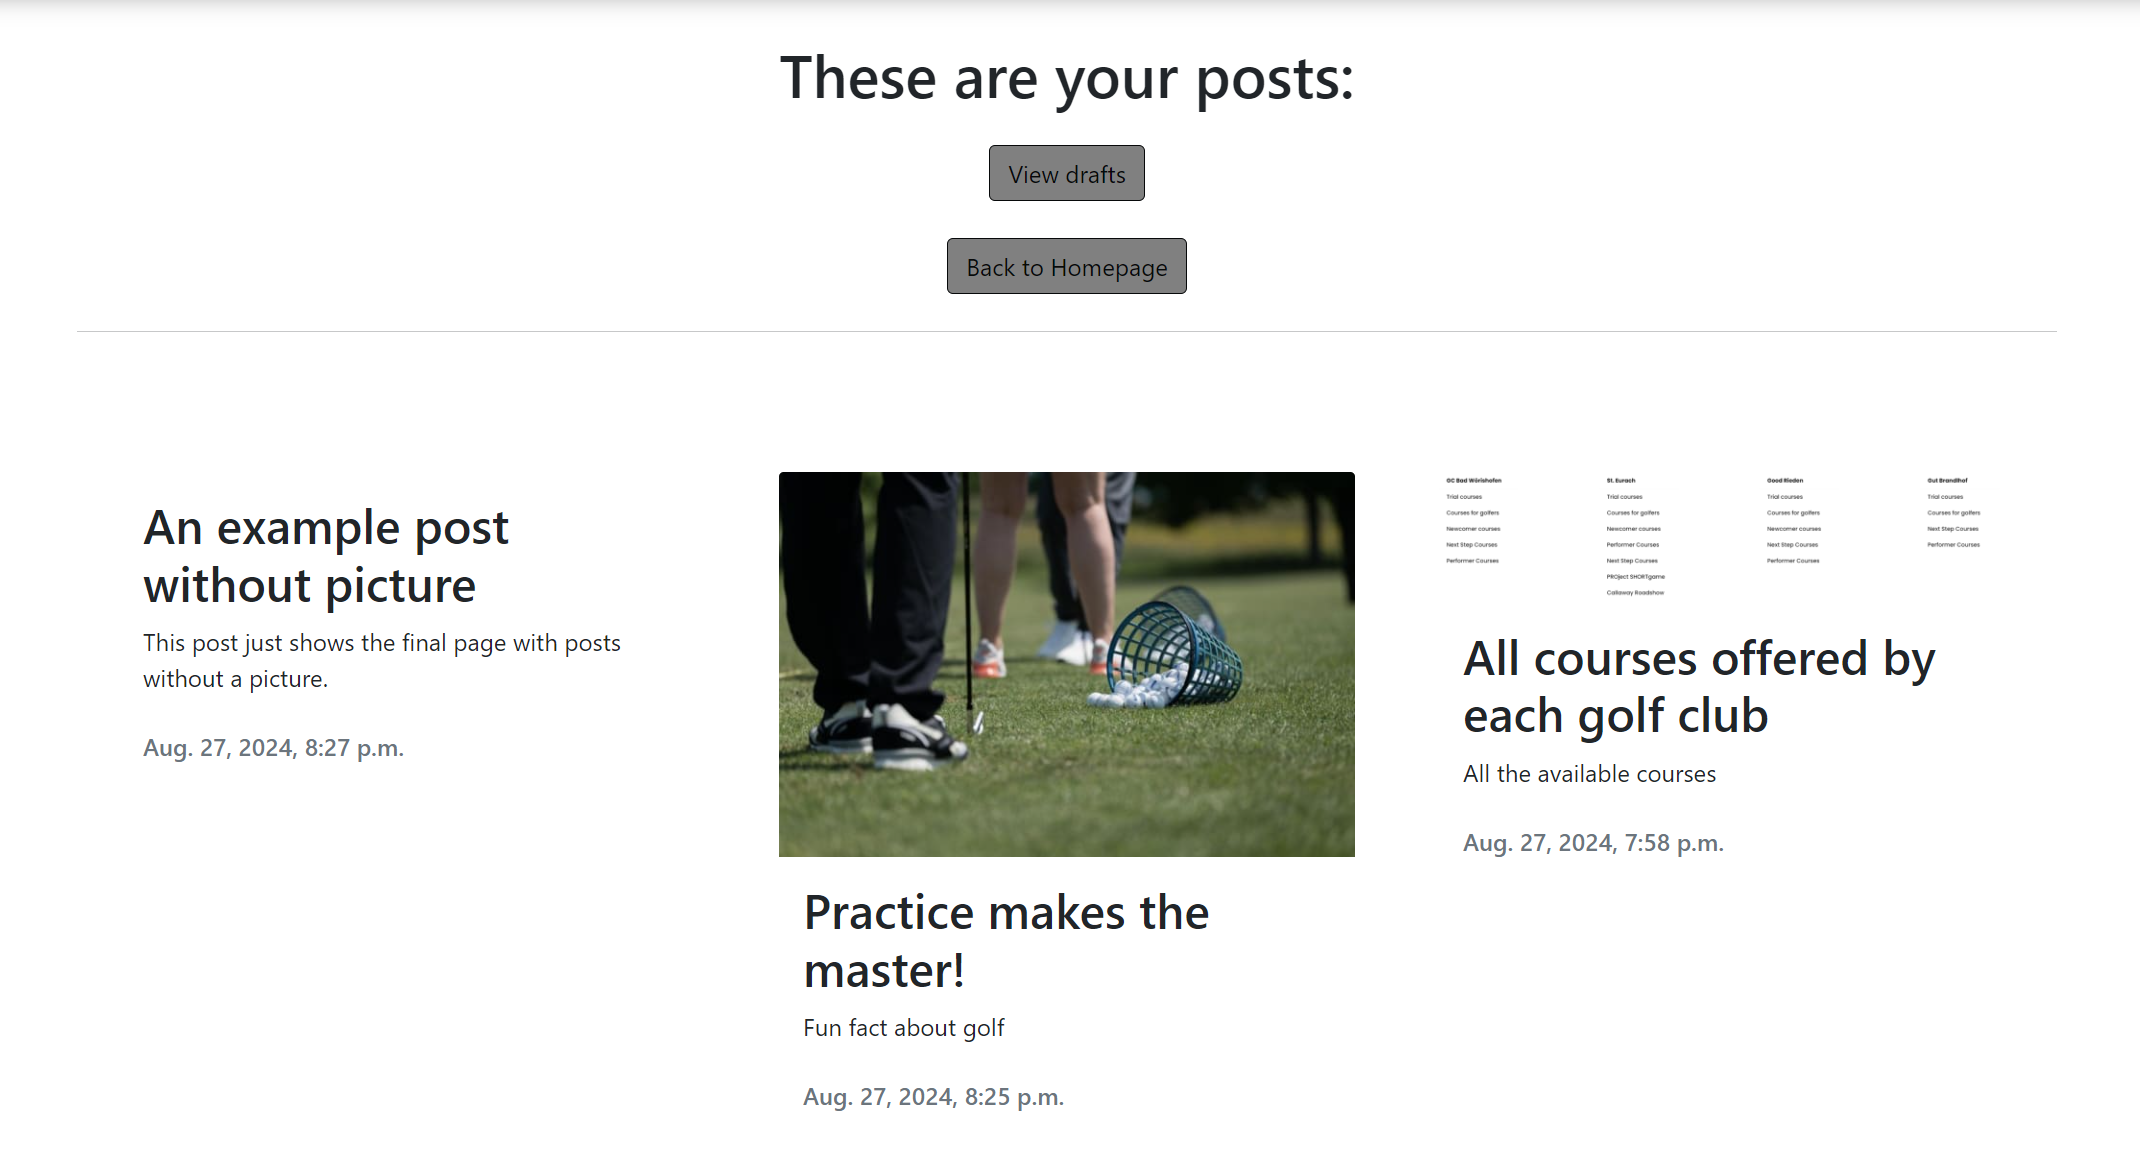 These are your posts:
View drafts
Back to Homepage
An example post
without picture
This post just shows the final page with posts
without a picture.
Aug. 27, 2024, 8:27 p.m.
Practice makes the
master!
Fun fact about golf
Aug. 27, 2024, 8:25 p.m.
GC Bad Wörishofen
Trial courses
Courses for golfers
Newcomer courses
Next Step Courses
Performer Courses
St. Eurach
Trial courses
Courses for golfers
Newcomer courses
Performer Courses
Next Step Courses
PROject SHORTgame
Callaway Roadshow
Good Rieden
Trial courses
Courses for golfers
Newcomer courses
Next Step Courses
Performer Courses
Gut Brandlhof
Trial courses
Courses for golfers
Next Step Courses
Performer Courses
All courses offered by
each golf club
All the available courses
Aug. 27, 2024, 7:58 p.m.